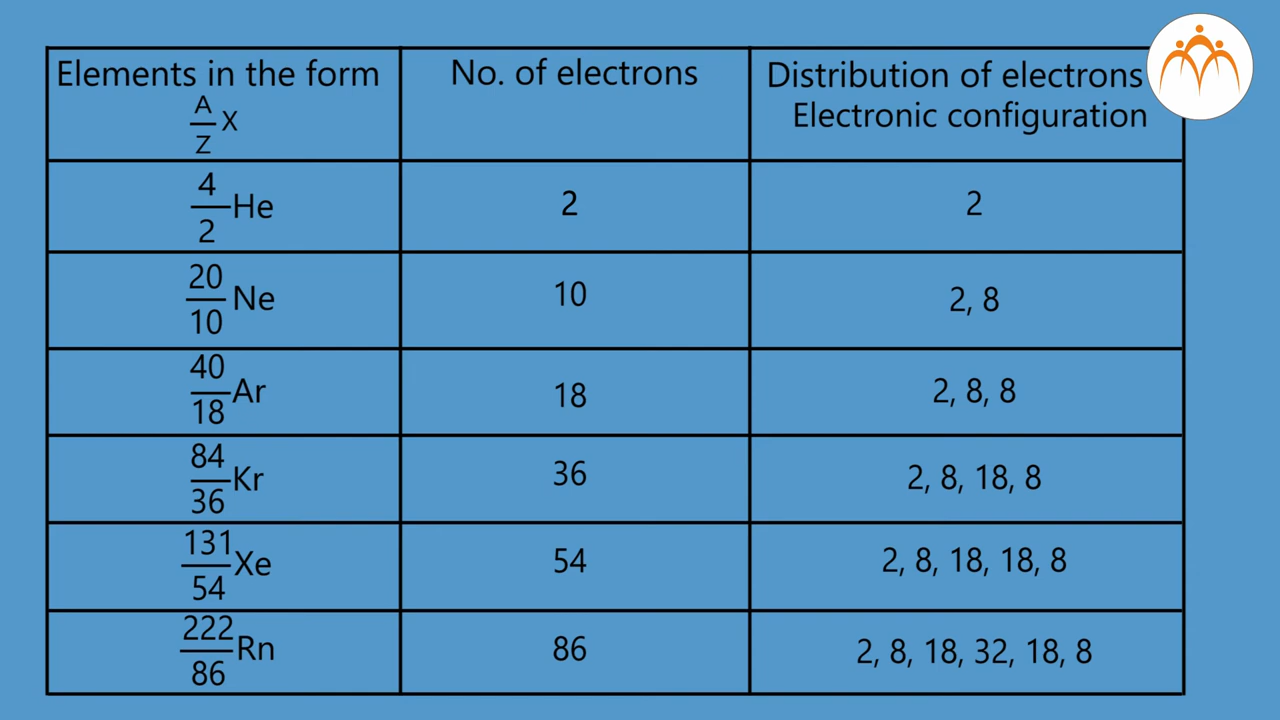 Elements in the form
A
Z
X
No. of electrons
Distribution of electrons
Electronic configuration
4
2
He
2
2
20
10
Ne
10
2, 8
40
18
Ar
18
2, 8, 8
84
36
Kr
36
2, 8, 18, 8
131
54
Xe
54
2, 8, 18, 18, 8
222
86
Rn
86
2, 8, 18, 32, 18, 8